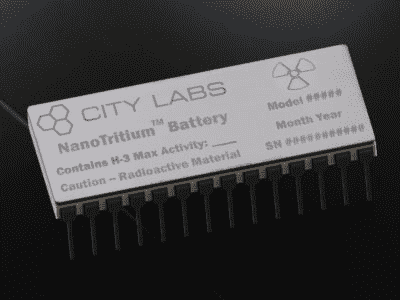 CITY LABS
NanoTritium™ Battery
Contains H-3 Max Activity: ____
Caution – Radioactive Material
Model #####
Month Year
SN ###########